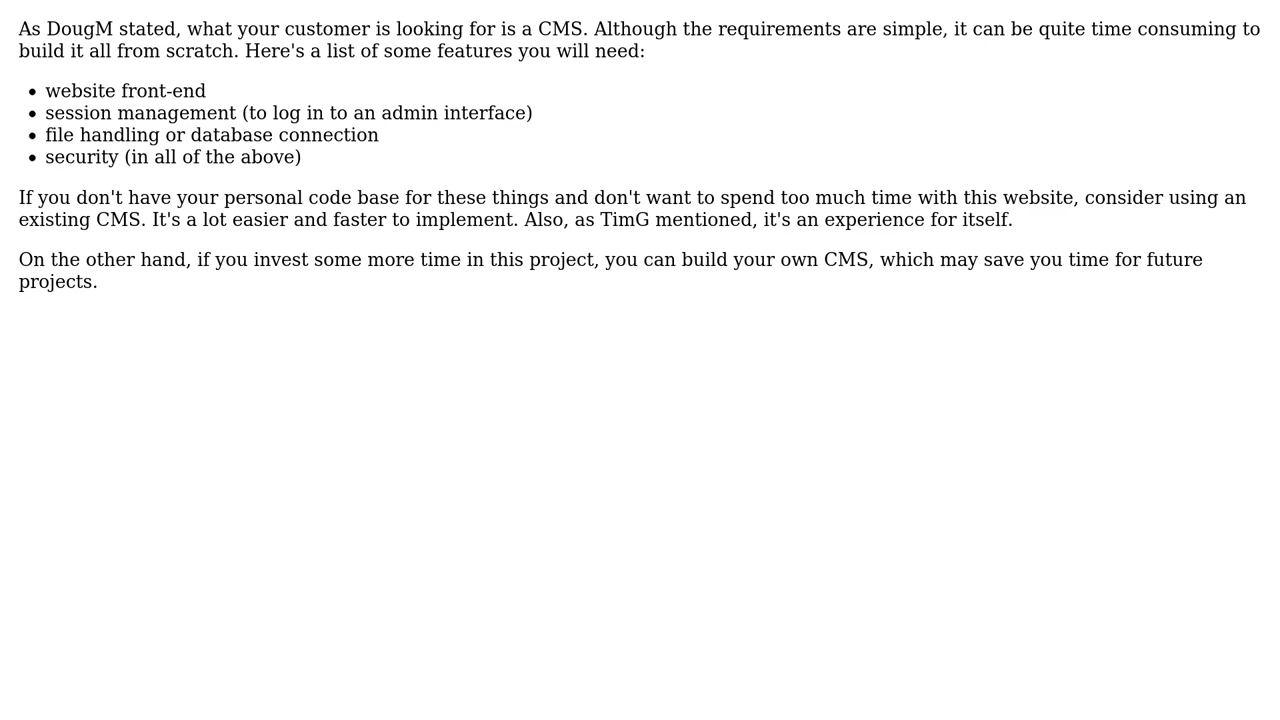 As DougM stated, what your customer is looking for is a CMS. Although the requirements are simple, it can be quite time consuming to
build it all from scratch. Here's a list of some features you will need:
• website front-end
• session management (to log in to an admin interface)
• file handling or database connection
• security (in all of the above)
If you don't have your personal code base for these things and don't want to spend too much time with this website, consider using an
existing CMS. It's a lot easier and faster to implement. Also, as TimG mentioned, it's an experience for itself.
On the other hand, if you invest some more time in this project, you can build your own CMS, which may save you time for future
projects.